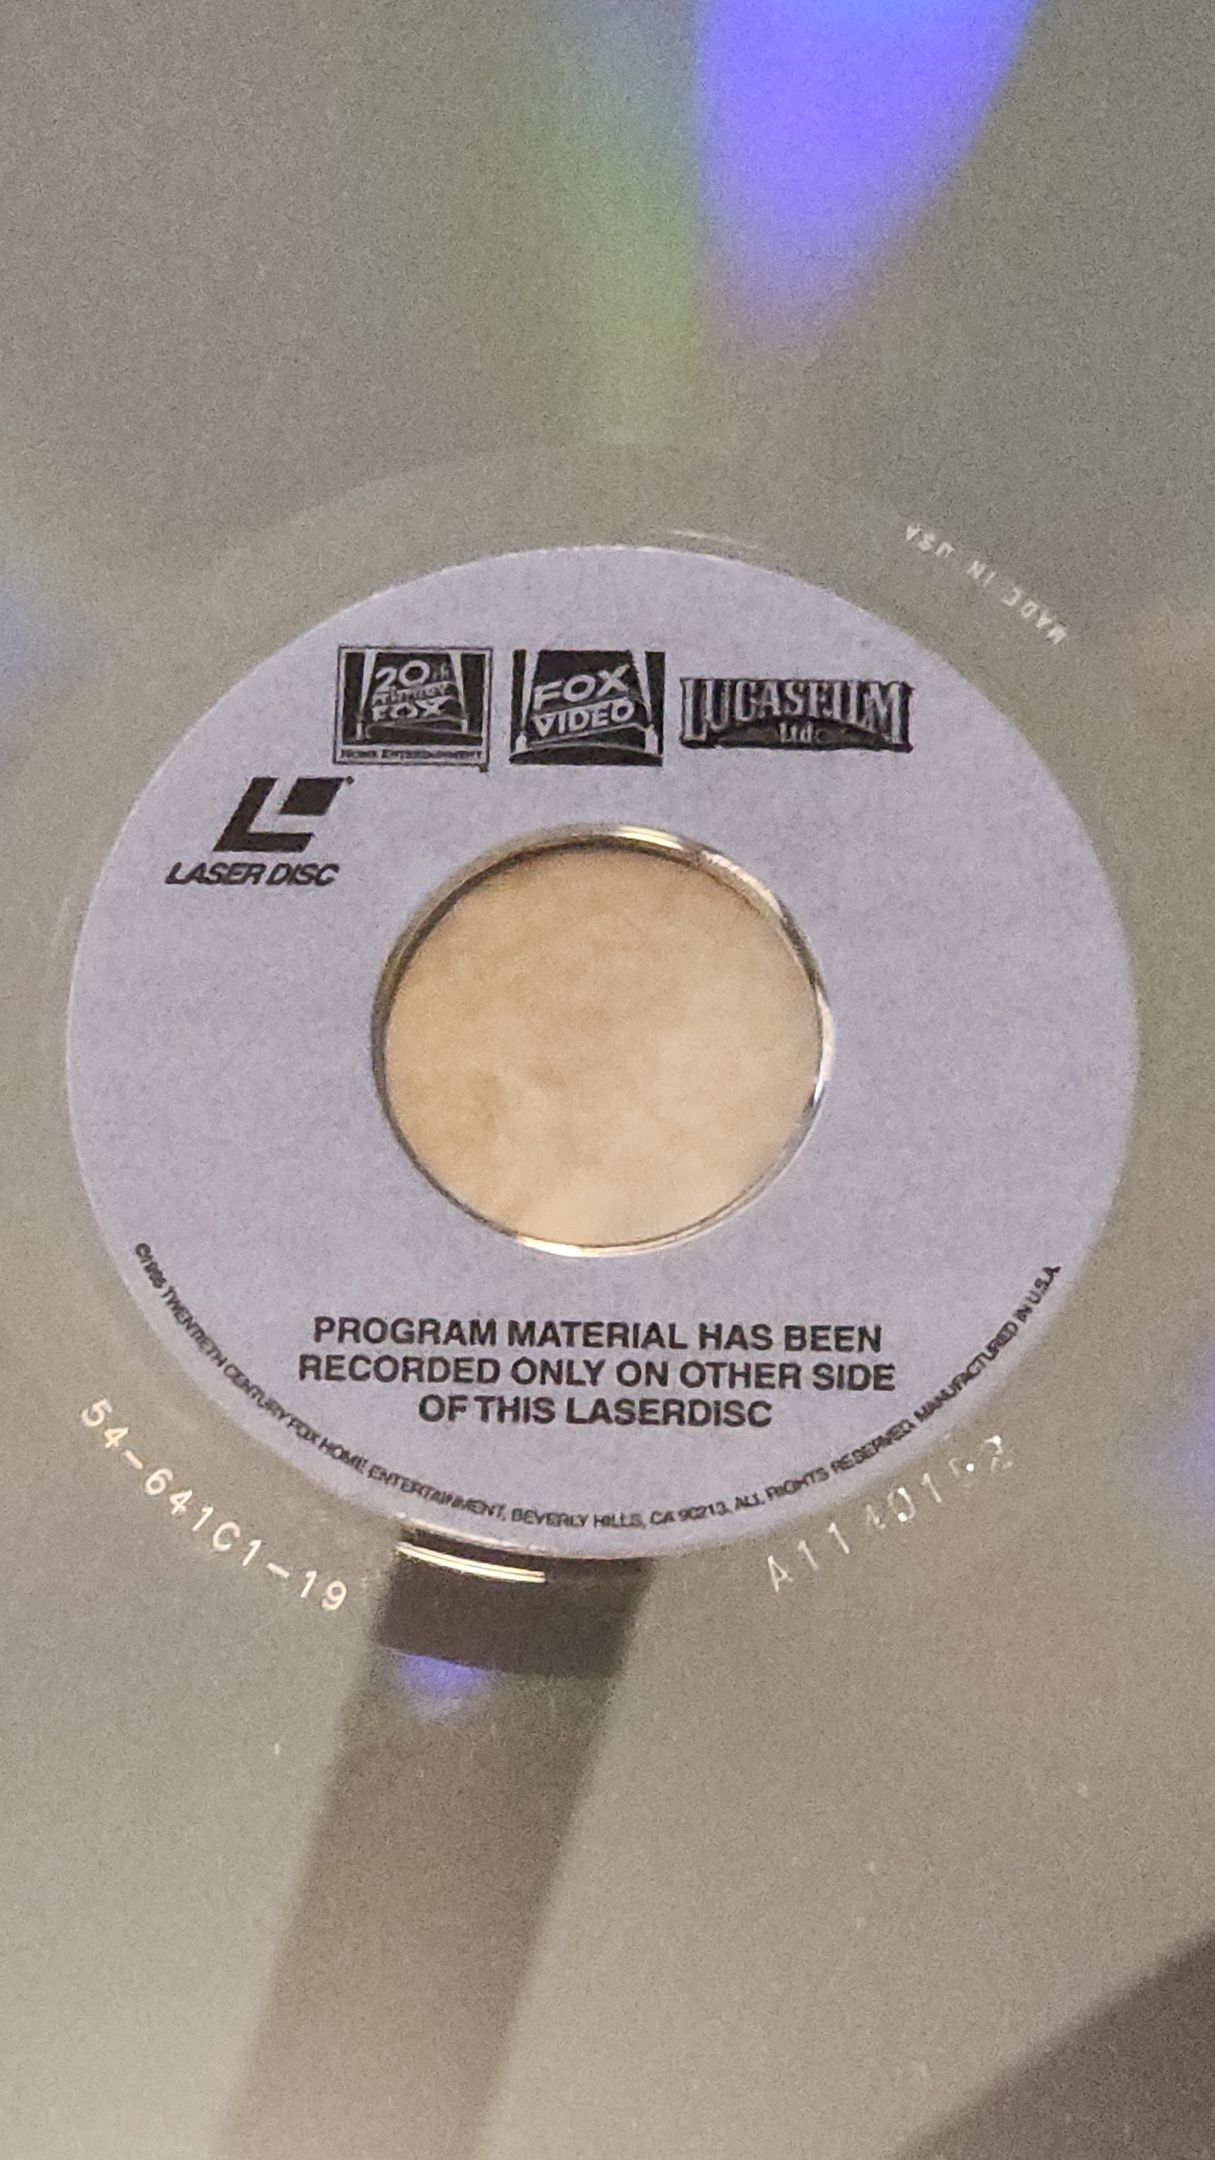 MADE IN USA
20th
CENTURY
FOX
HOME ENTERTAINMENT
FOX
VIDEO
LUCASFILM
Ltd
LASER DISC
PROGRAM MATERIAL HAS BEEN
RECORDED ONLY ON OTHER SIDE
OF THIS LASERDISC
TWENTIETH CENTURY FOX HOME ENTERTAINMENT, BEVERLY HILLS, CA 90213. ALL RIGHTS RESERVED. MANUFACTURED IN U.S.A.
54-641C1-19